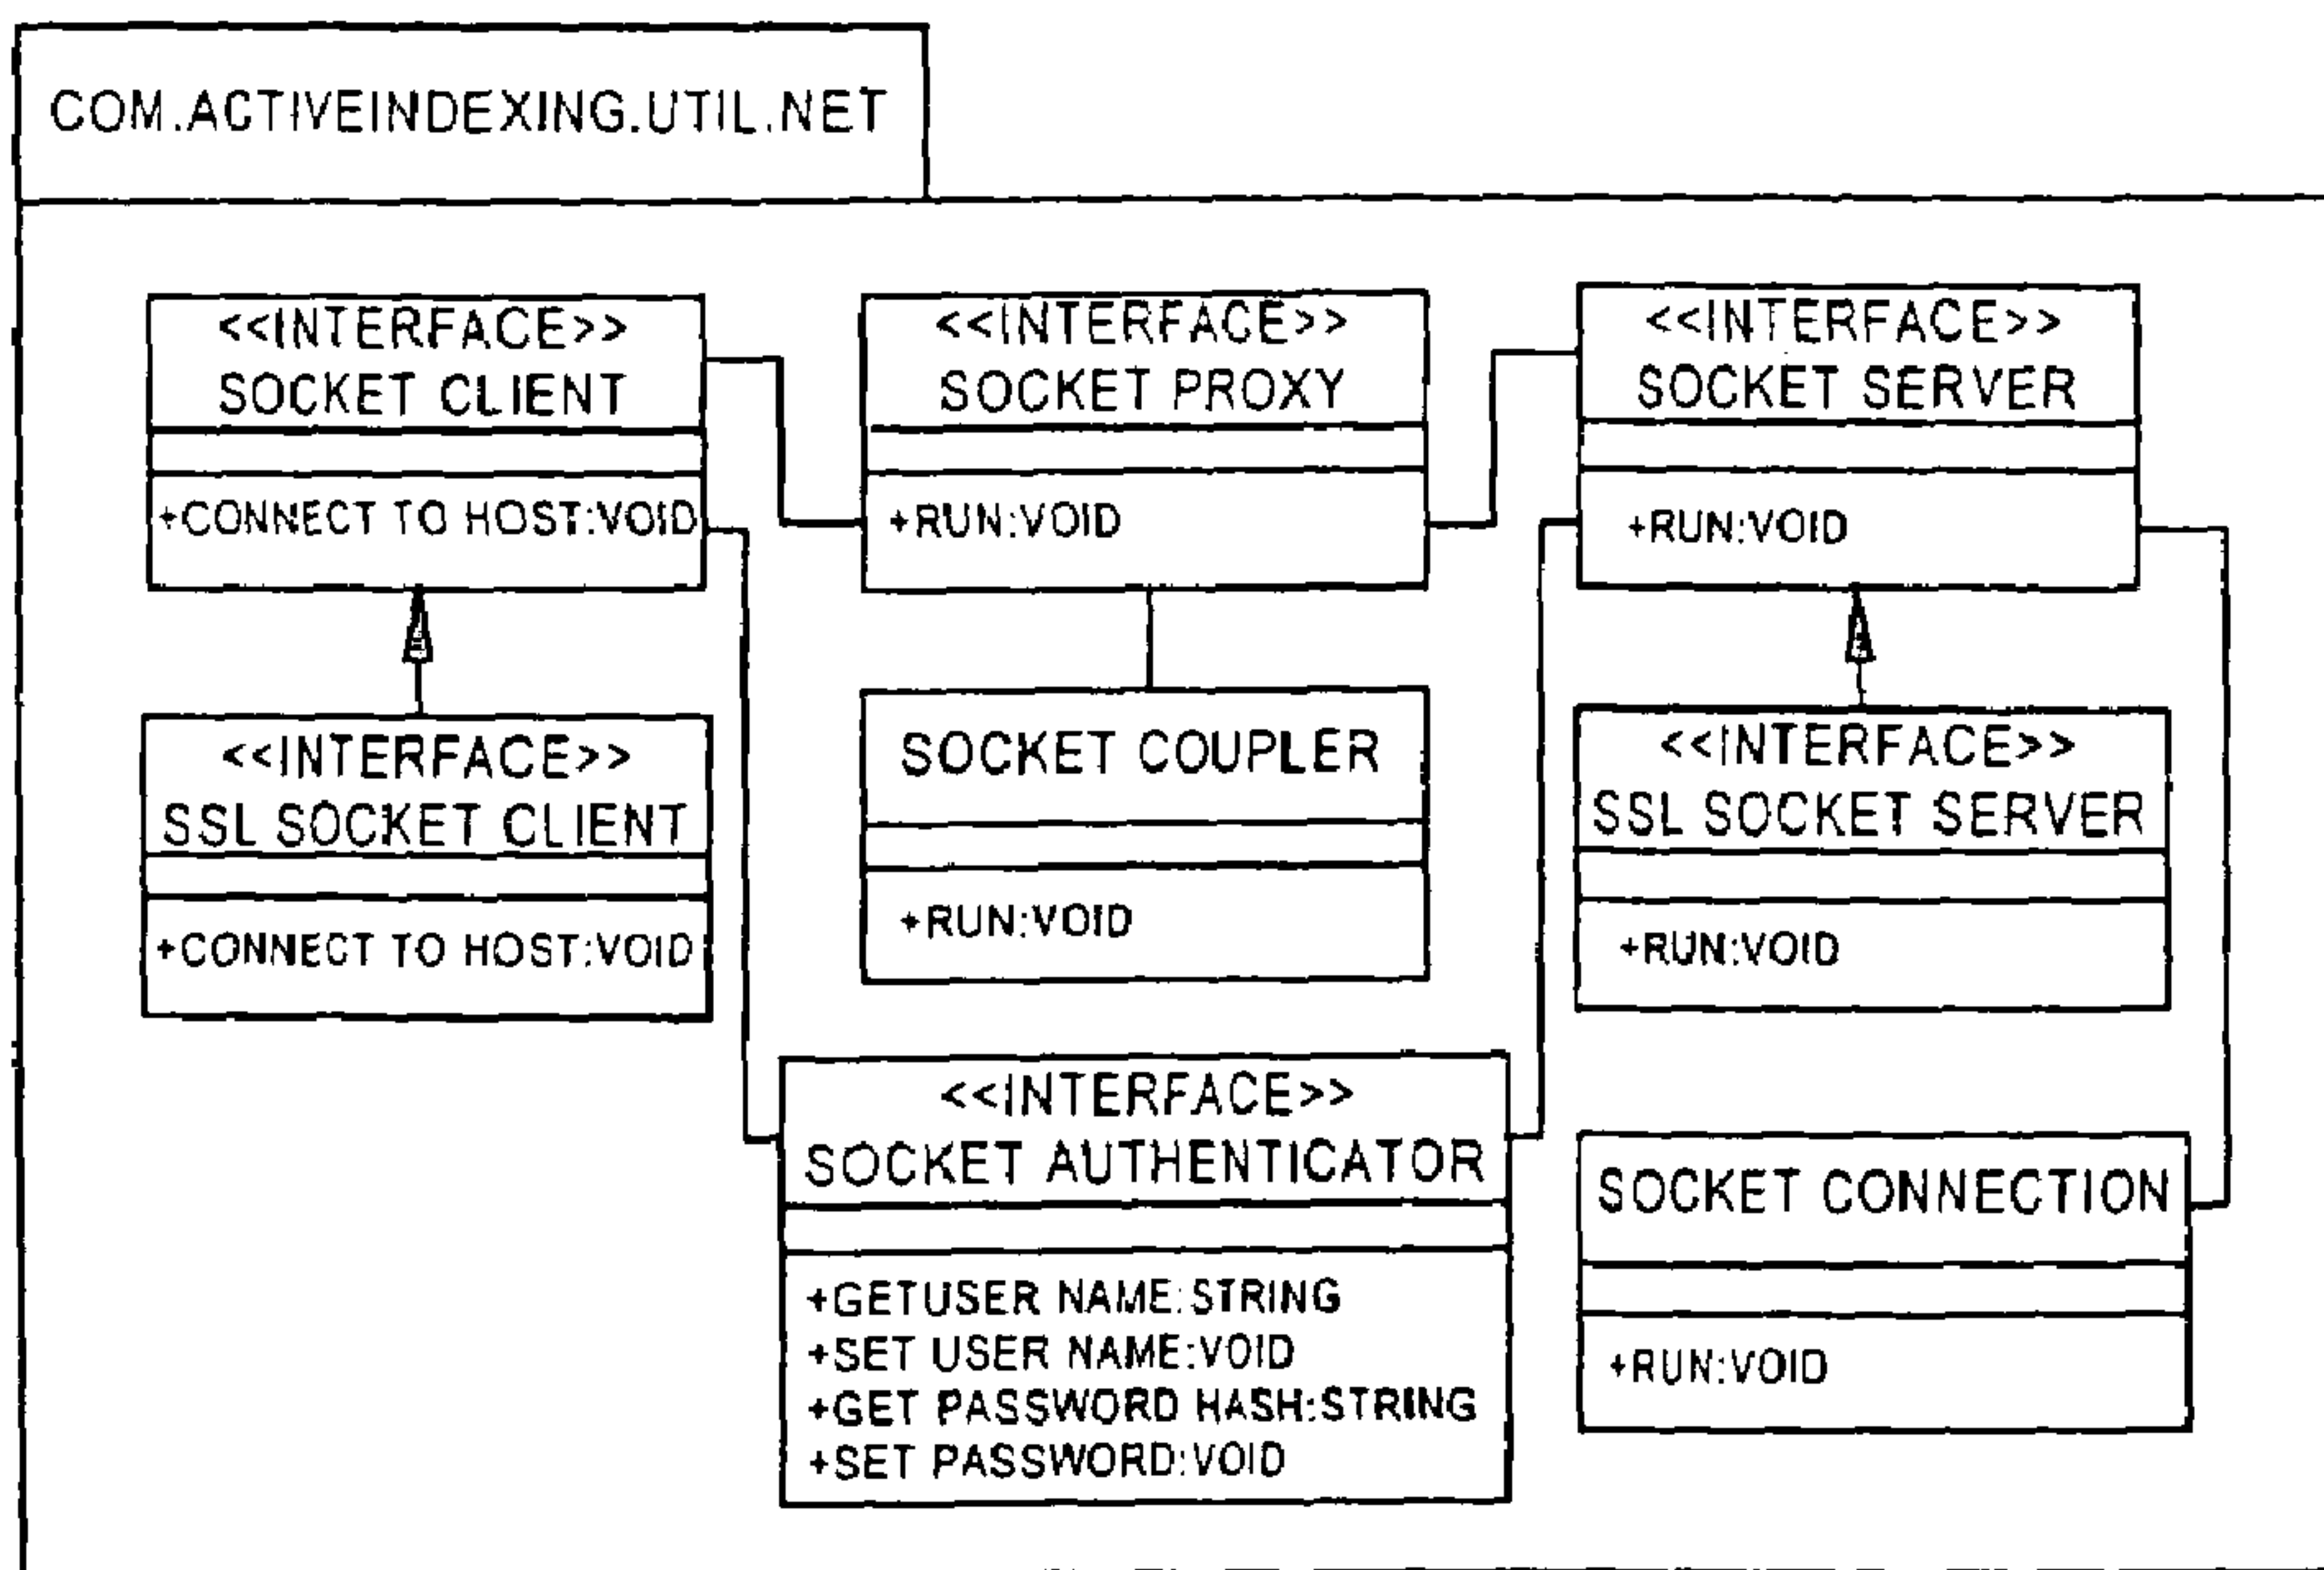 COM.ACTIVEINDEXING.UTIL.NET
<<INTERFACE>>
SOCKET CLIENT
+CONNECT TO HOST:VOID
<<INTERFACE>>
SOCKET PROXY
+RUN:VOID
<<INTERFACE>>
SOCKET SERVER
+RUN:VOID
<<INTERFACE>>
SSL SOCKET CLIENT
+CONNECT TO HOST:VOID
SOCKET COUPLER
+RUN:VOID
<<INTERFACE>>
SSL SOCKET SERVER
+RUN:VOID
<<INTERFACE>>
SOCKET AUTHENTICATOR
+GETUSER NAME:STRING
+SET USER NAME:VOID
+GET PASSWORD HASH:STRING
+SET PASSWORD:VOID
SOCKET CONNECTION
+RUN:VOID